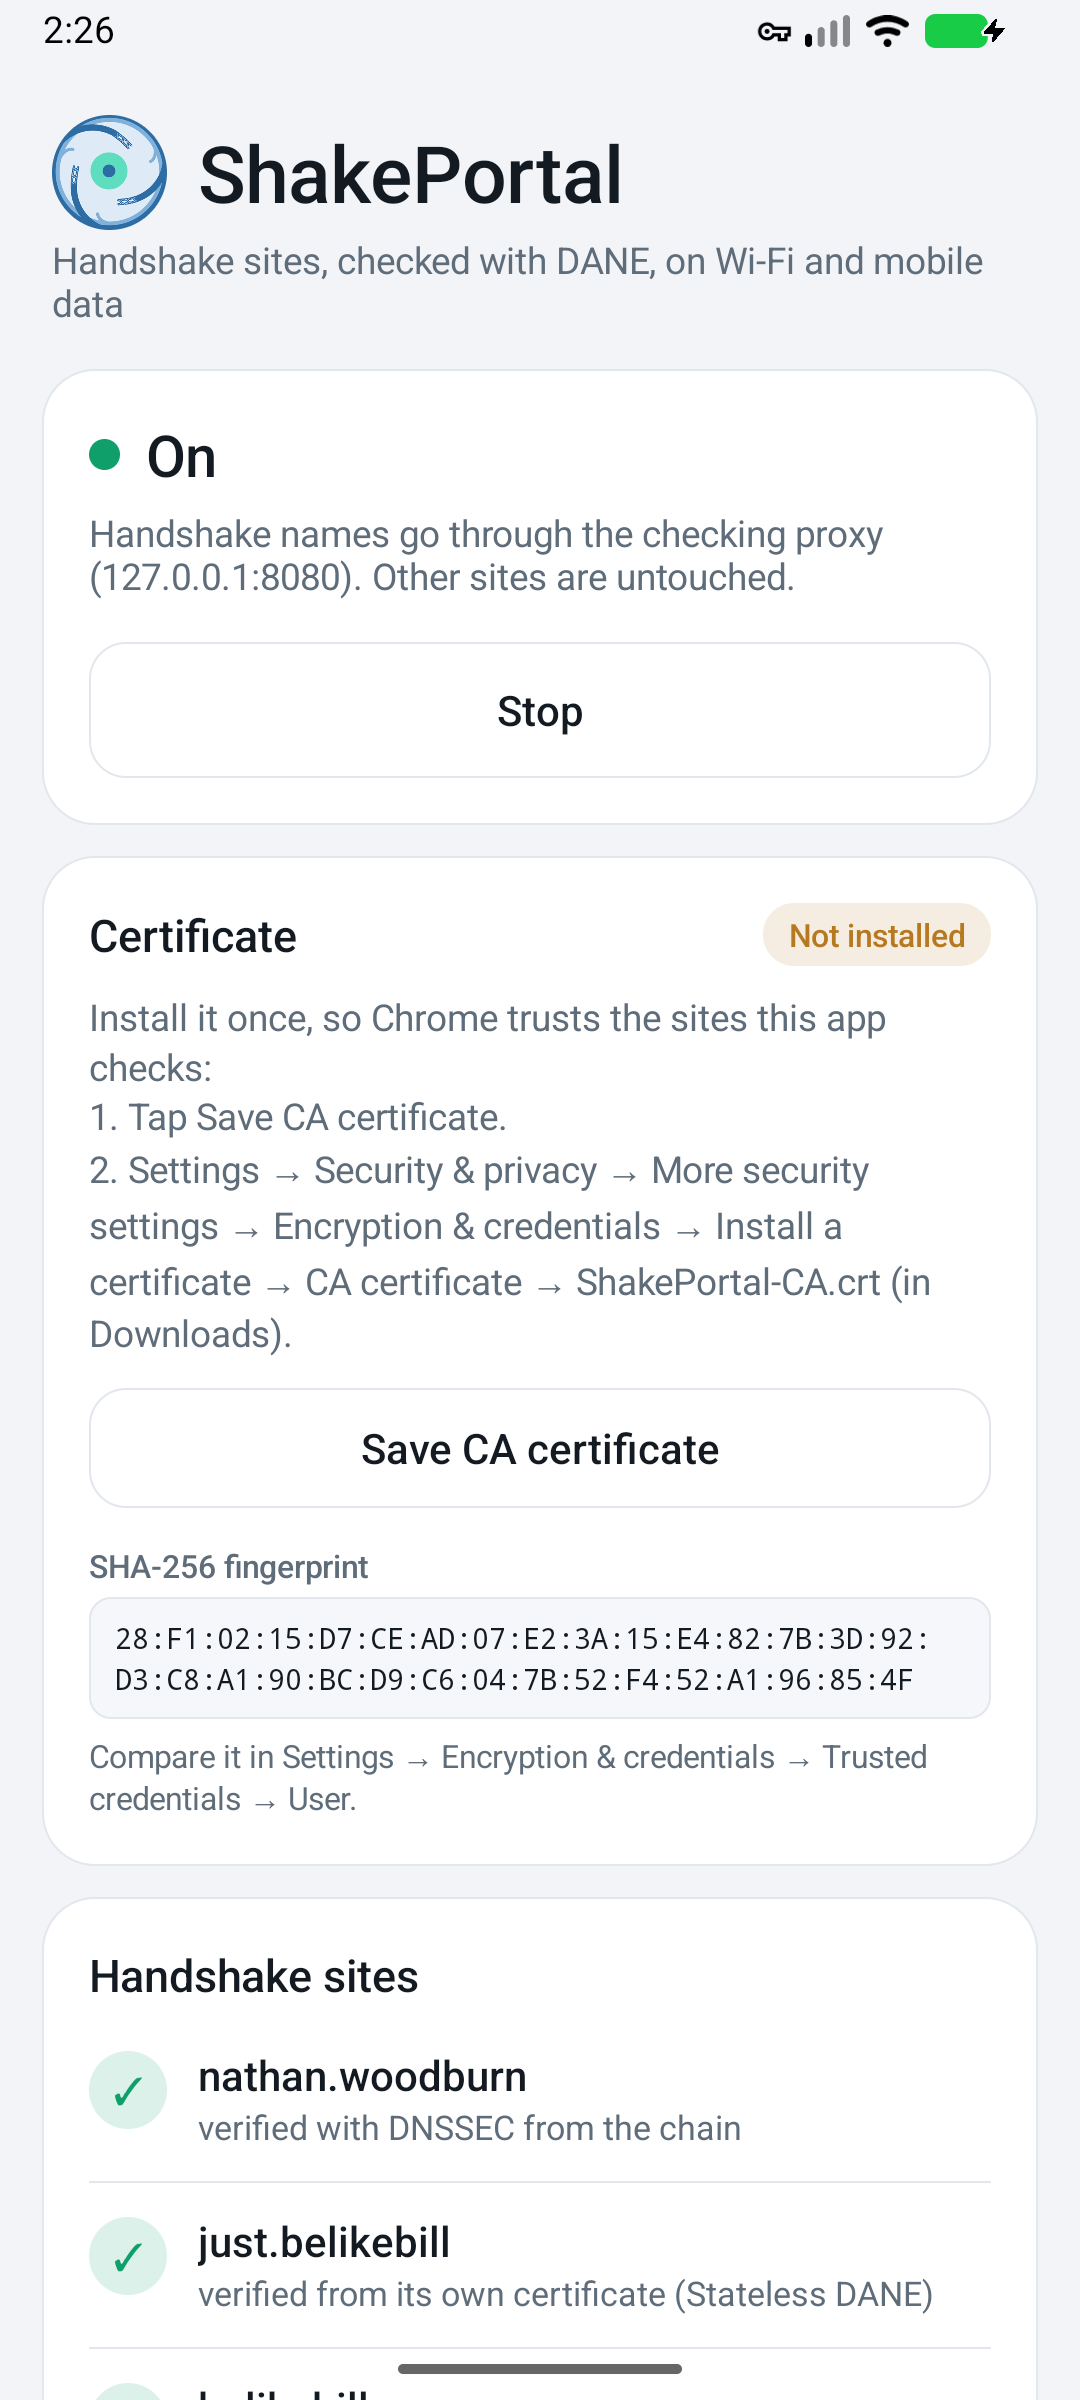 2:26
ShakePortal
Handshake sites, checked with DANE, on Wi-Fi and mobile
data
On
Handshake names go through the checking proxy
(127.0.0.1:8080). Other sites are untouched.
Stop
Certificate
Not installed
Install it once, so Chrome trusts the sites this app
checks:
1. Tap Save CA certificate.
2. Settings → Security & privacy → More security
settings → Encryption & credentials → Install a
certificate → CA certificate → ShakePortal-CA.crt (in
Downloads).
Save CA certificate
SHA-256 fingerprint
28:F1:02:15:D7:CE:AD:07:E2:3A:15:E4:82:7B:3D:92:
D3:C8:A1:90:BC:D9:C6:04:7B:52:F4:52:A1:96:85:4F
Compare it in Settings → Encryption & credentials → Trusted
credentials → User.
Handshake sites
✓ nathan.woodburn
verified with DNSSEC from the chain
✓ just.belikebill
verified from its own certificate (Stateless DANE)